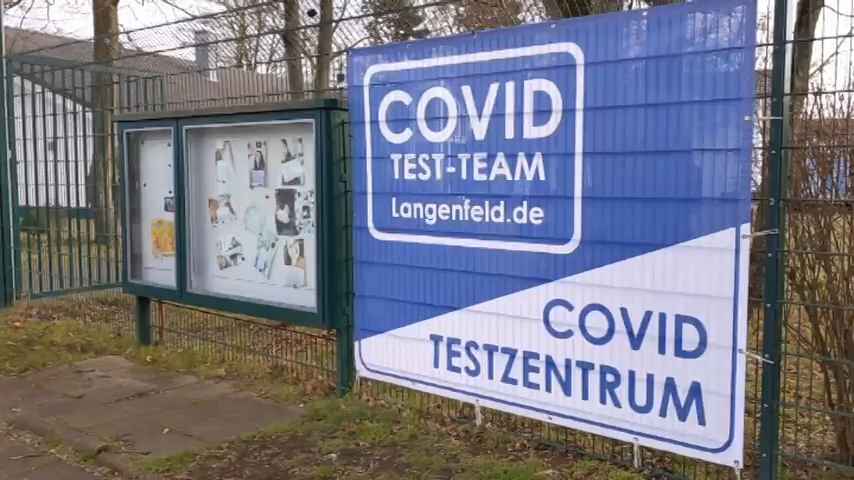 COVID
TEST-TEAM
Langenfeld.de
COVID
TESTZENTRUM